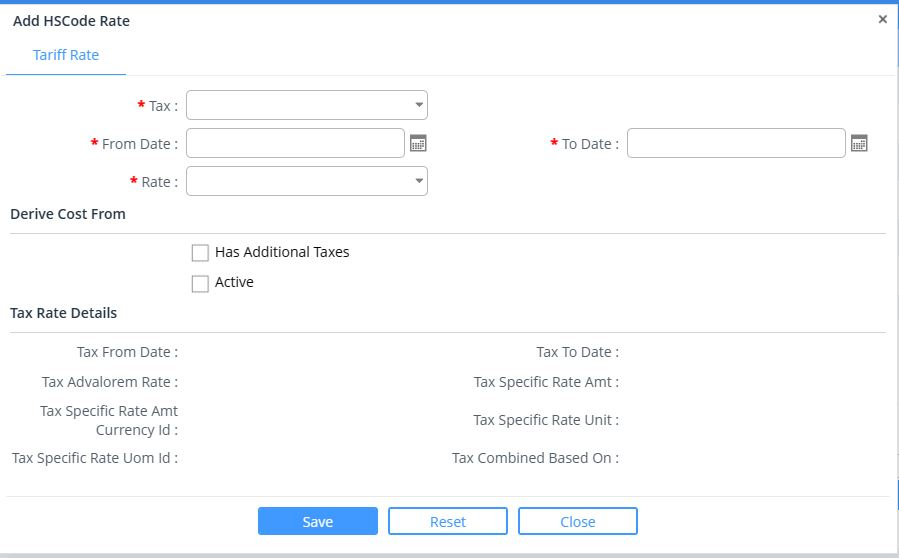 Add HSCode Rate ×
Tariff Rate
* Tax :
* From Date : * To Date :
* Rate :
Derive Cost From
Has Additional Taxes
Active
Tax Rate Details
Tax From Date : Tax To Date :
Tax Advalorem Rate : Tax Specific Rate Amt :
Tax Specific Rate Amt
Currency Id : Tax Specific Rate Unit :
Tax Specific Rate Uom Id : Tax Combined Based On :
Save Reset Close